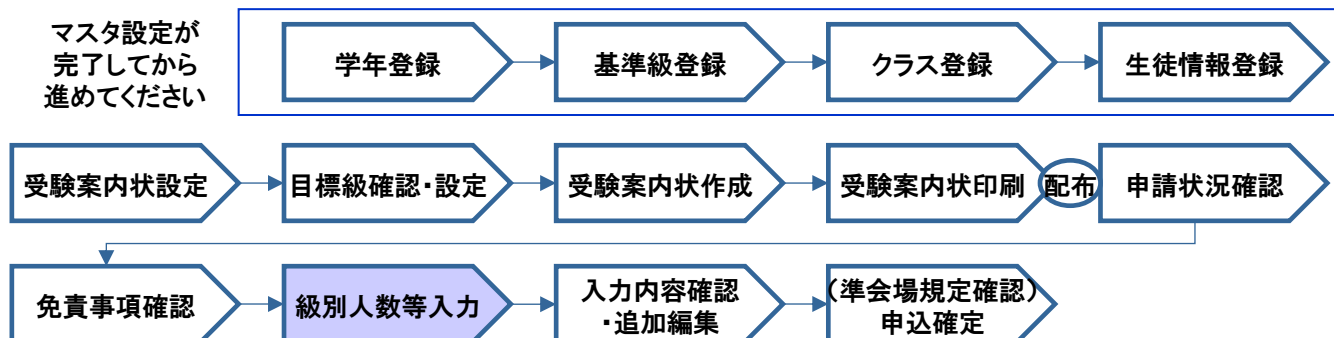 マスタ設定が
完了してから
進めてください
学年登録
基準級登録
クラス登録
生徒情報登録
受験案内状設定
目標級確認・設定
受験案内状作成
受験案内状印刷
配布
申請状況確認
免責事項確認
級別人数等入力
入力内容確認
・追加編集
（準会場規定確認）
申込確定